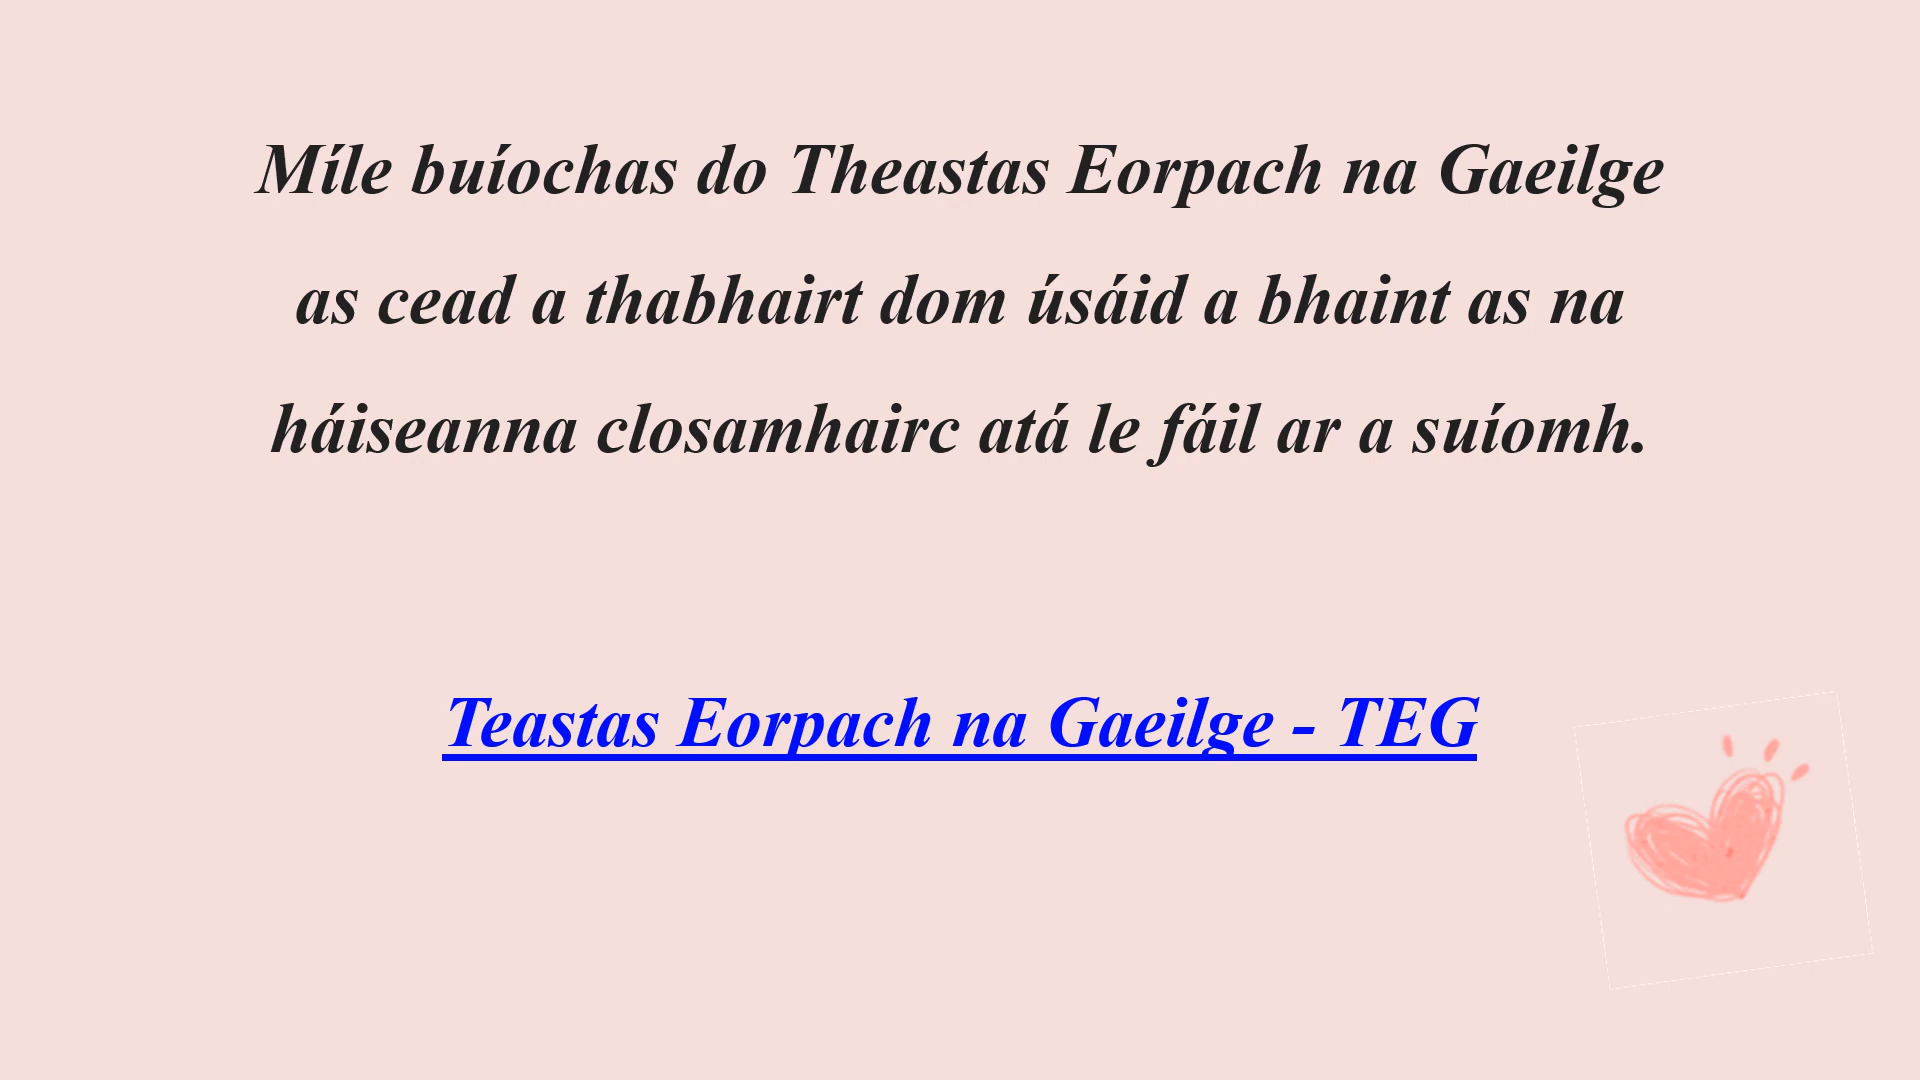 Míle buíochas do Theastas Eorpach na Gaeilge
as cead a thabhairt dom úsáid a bhaint as na
háiseanna closamhairc atá le fáil ar a suíomh.
Teastas Eorpach na Gaeilge - TEG